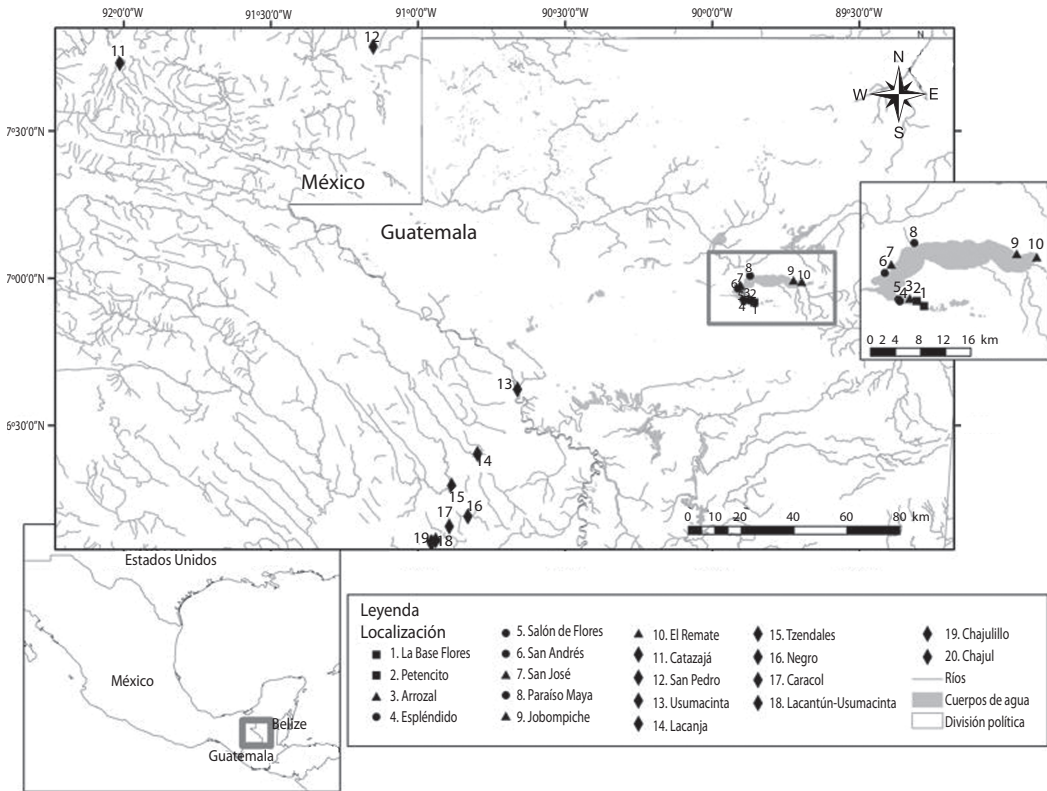 92°0'0"W 91°30'0"W 91°0'0"W 90°30'0"W 90°0'0"W 89°30'0"W
11
12
N
N
W E
S
7°30'0"N
México
Guatemala
8
7 9 10
6
7°00'0"N
8
7 9 10
6
32
4 1
5
4 3 2 1
0 2 4 8 12 16 km
13
6°30'0"N
14
15
16
17
19 18
0 10 20 40 60 80 km
Estados Unidos
México
Belize
Guatemala
Leyenda
Localización
1. La Base Flores
2. Petencito
3. Arrozal
4. Espléndido
5. Salón de Flores
6. San Andrés
7. San José
8. Paraíso Maya
9. Jobompiche
10. El Remate
11. Catazajá
12. San Pedro
13. Usumacinta
14. Lacanja
15. Tzendales
16. Negro
17. Caracol
18. Lacantún-Usumacinta
19. Chajulillo
20. Chajul
Ríos
Cuerpos de agua
División política